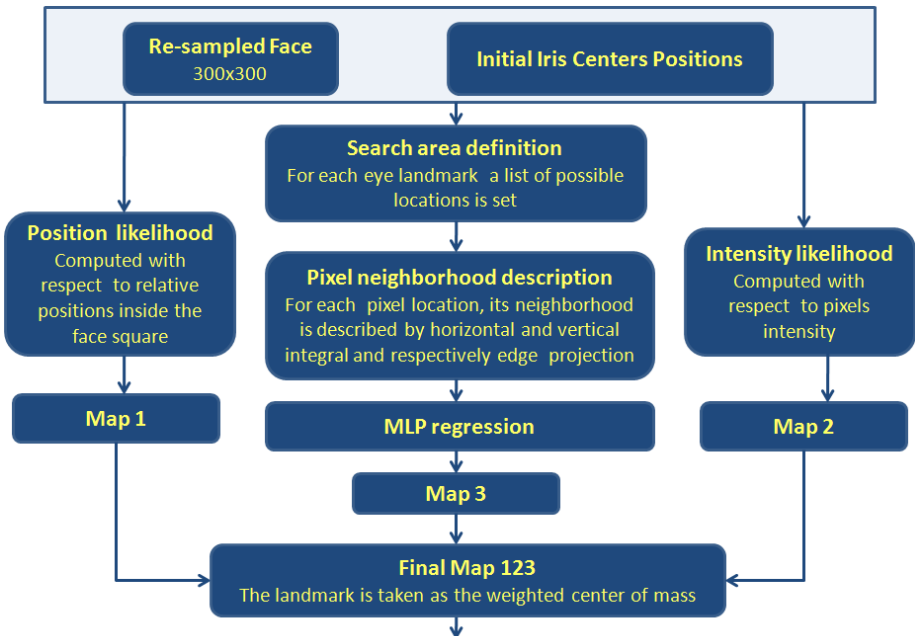 Re-sampled Face
300x300
Initial Iris Centers Positions
Search area definition
For each eye landmark a list of possible
locations is set
Position likelihood
Computed with
respect to relative
positions inside the
face square
Pixel neighborhood description
For each pixel location, its neighborhood
is described by horizontal and vertical
integral and respectively edge projection
Intensity likelihood
Computed with
respect to pixels
intensity
Map 1
MLP regression
Map 2
Map 3
Final Map 123
The landmark is taken as the weighted center of mass